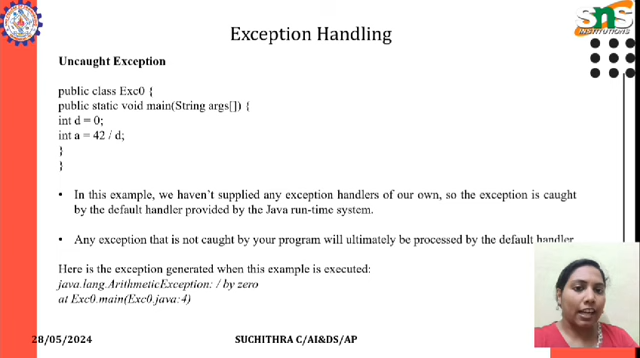 SNS
INSTITUTIONS
Exception Handling
Uncaught Exception
public class Exc0 {
public static void main(String args[]) {
int d = 0;
int a = 42 / d;
}
}
• In this example, we haven't supplied any exception handlers of our own, so the exception is caught
by the default handler provided by the Java run-time system.
• Any exception that is not caught by your program will ultimately be processed by the default handler
Here is the exception generated when this example is executed:
java.lang.ArithmeticException: / by zero
at Exc0.main(Exc0.java:4)
28/05/2024 SUCHITHRA C/AI&DS/AP